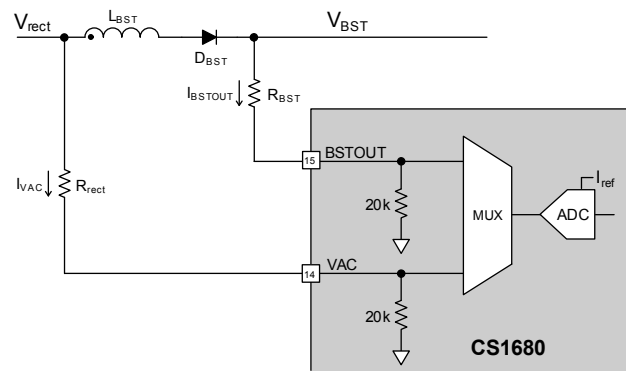 Vrect
LBST
VBST
DBST
IBSTOUT
RBST
15
BSTOUT
IVAC
Rrect
20k
MUX
Iref
ADC
14
VAC
20k
CS1680